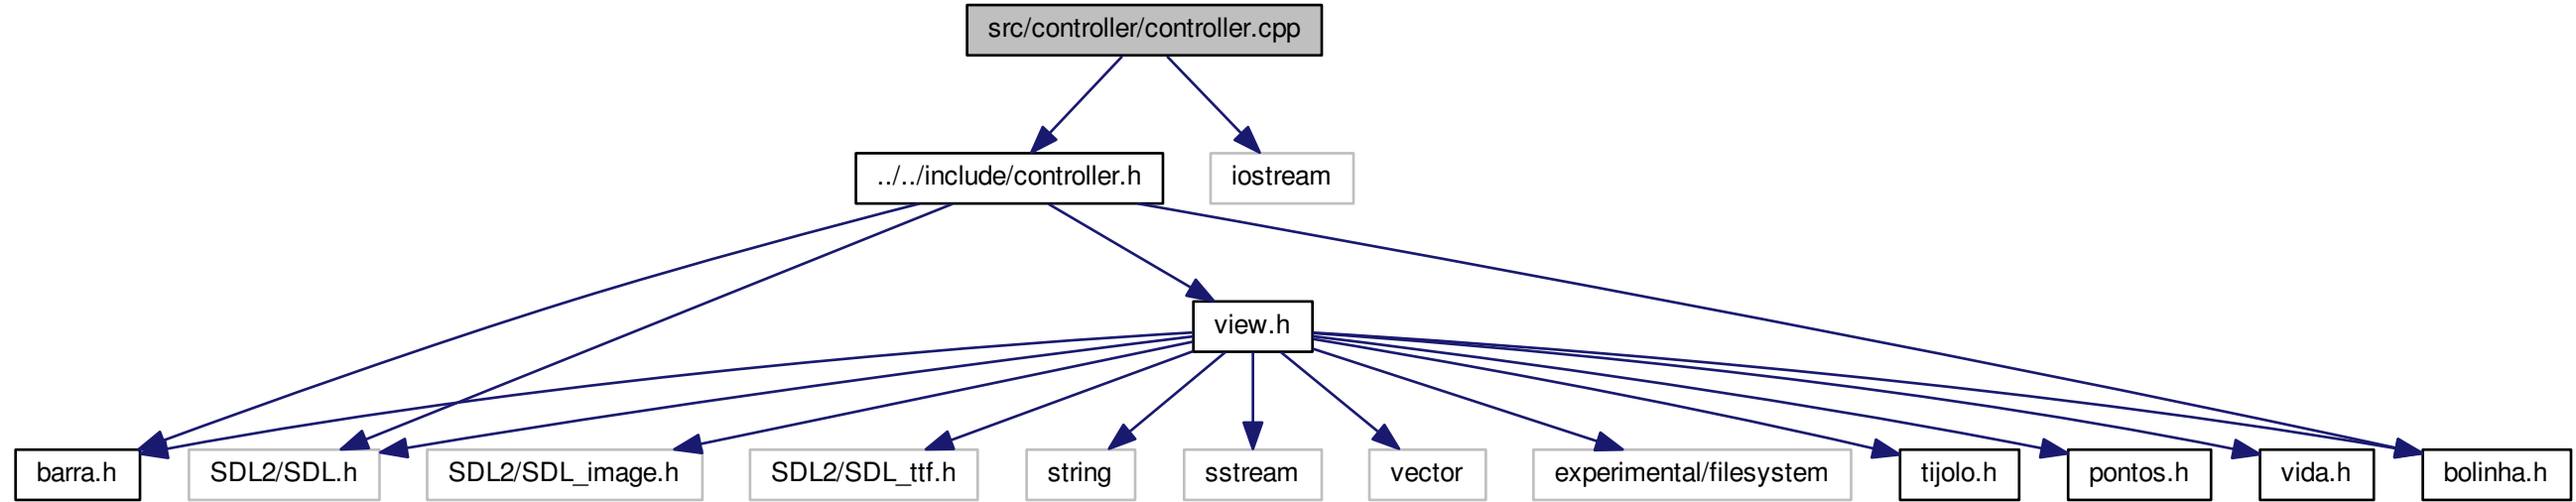 src/controller/controller.cpp
../../include/controller.h
iostream
view.h
barra.h
SDL2/SDL.h
SDL2/SDL_image.h
SDL2/SDL_ttf.h
string
sstream
vector
experimental/filesystem
tijolo.h
pontos.h
vida.h
bolinha.h